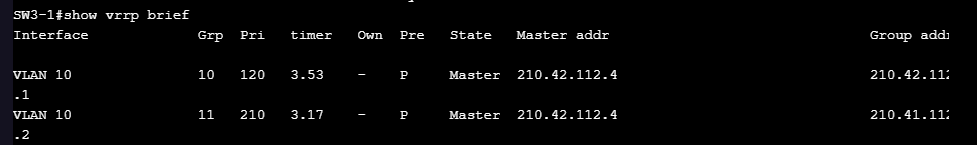 SW3-1#show vrrp brief
Interface Grp Pri timer Own Pre State Master addr Group addr
VLAN 10 10 120 3.53 - P Master 210.42.112.4 210.42.112
.1
VLAN 10 11 210 3.17 - P Master 210.42.112.4 210.41.112
.2